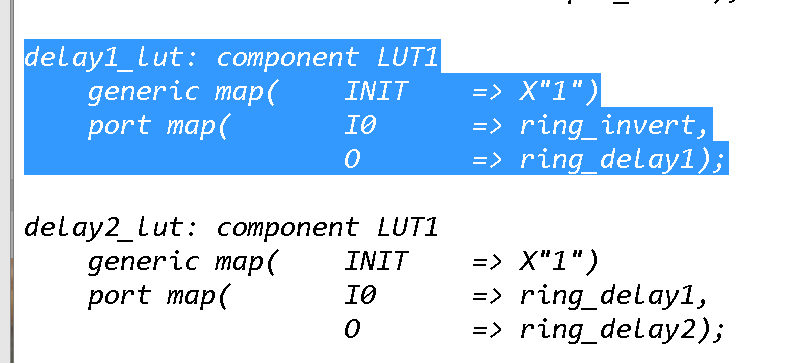 delay1_lut: component LUT1
generic map( INIT => X"1")
port map( I0 => ring_invert,
O => ring_delay1);
delay2_lut: component LUT1
generic map( INIT => X"1")
port map( I0 => ring_delay1,
O => ring_delay2);